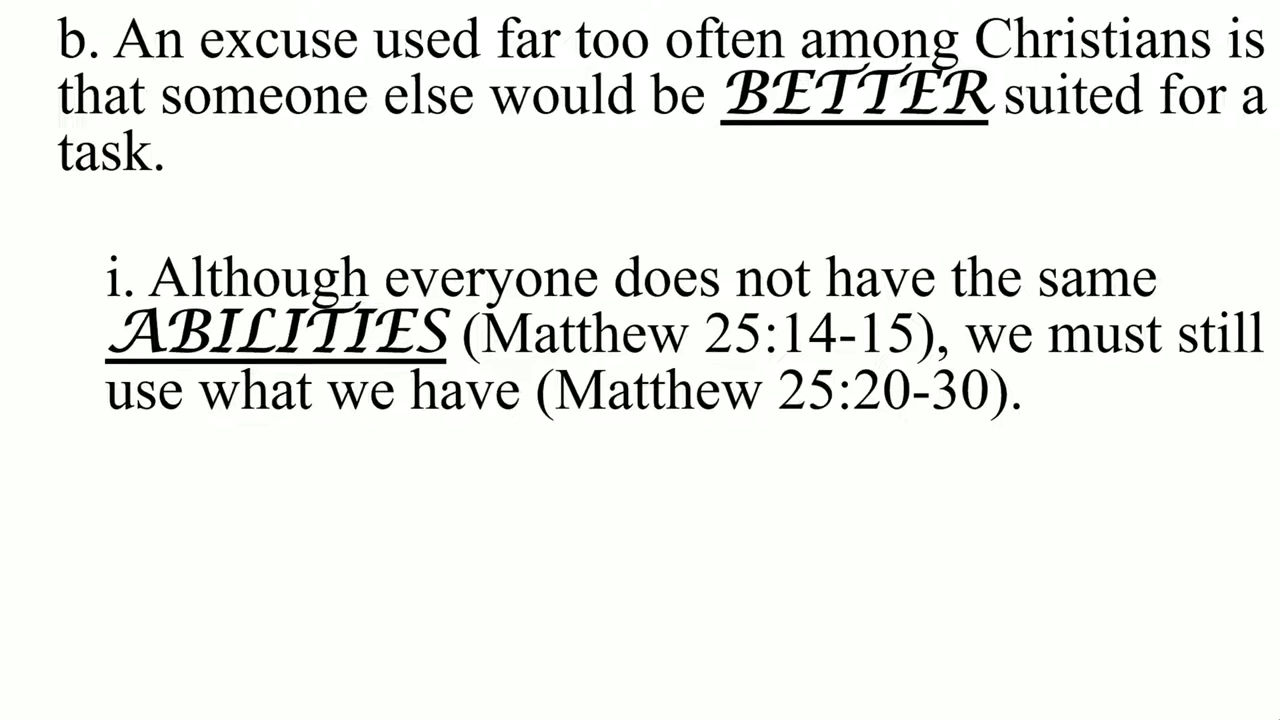 b. An excuse used far too often among Christians is
that someone else would be BETTER suited for a
task.
i. Although everyone does not have the same
ABILITIES (Matthew 25:14-15), we must still
use what we have (Matthew 25:20-30).